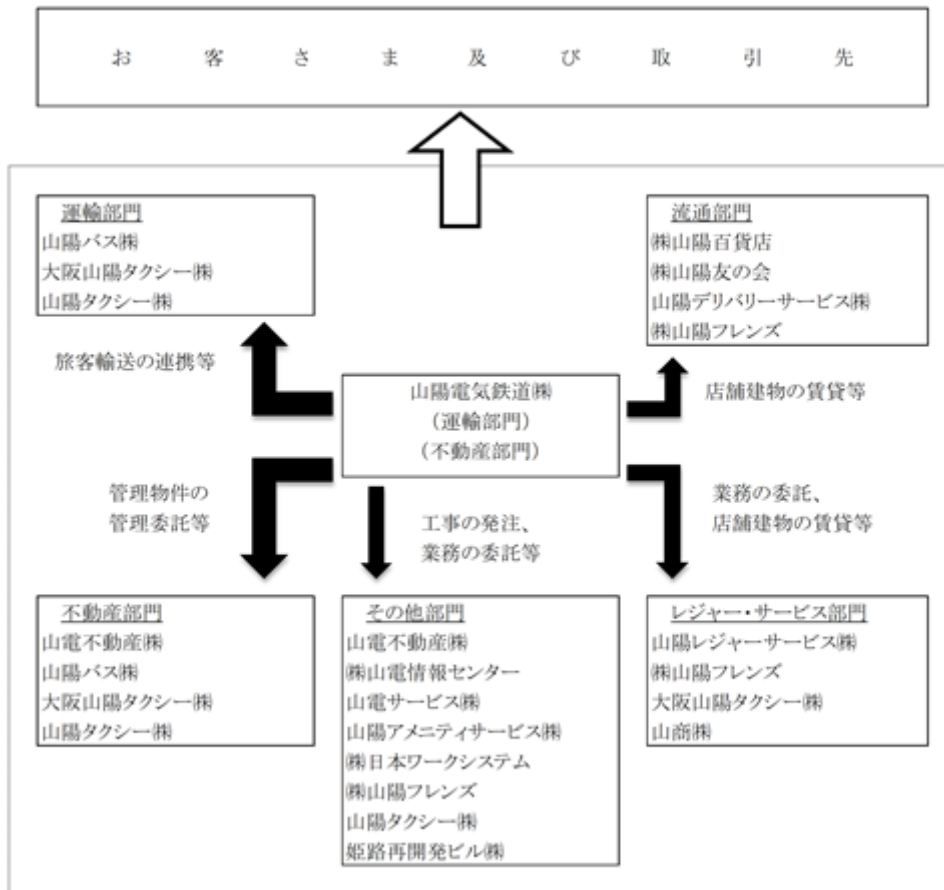 お客さま及び取引先
運輸部門
山陽バス㈱
大阪山陽タクシー㈱
山陽タクシー㈱
流通部門
㈱山陽百貨店
㈱山陽友の会
山陽デリバリーサービス㈱
㈱山陽フレンズ
旅客輸送の連携等
山陽電気鉄道㈱
（運輸部門）
（不動産部門）
店舗建物の賃貸等
管理物件の
管理委託等
工事の発注、
業務の委託等
業務の委託、
店舗建物の賃貸等
不動産部門
山電不動産㈱
山陽バス㈱
大阪山陽タクシー㈱
山陽タクシー㈱
その他部門
山電不動産㈱
㈱山電情報センター
山電サービス㈱
山陽アメニティサービス㈱
㈱日本ワークシステム
㈱山陽フレンズ
山陽タクシー㈱
姫路再開発ビル㈱
レジャー・サービス部門
山陽レジャーサービス㈱
㈱山陽フレンズ
大阪山陽タクシー㈱
山商㈱